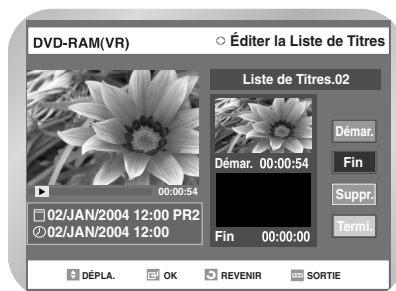 DVD-RAM(VR)
Éditer la Liste de Titres
Liste de Titres.02
00:00:54
02/JAN/2004 12:00 PR2
02/JAN/2004 12:00
Démar. 00:00:54
Fin 00:00:00
Démar.
Fin
Suppr.
Termi.
DÉPLA. OK REVENIR SORTIE